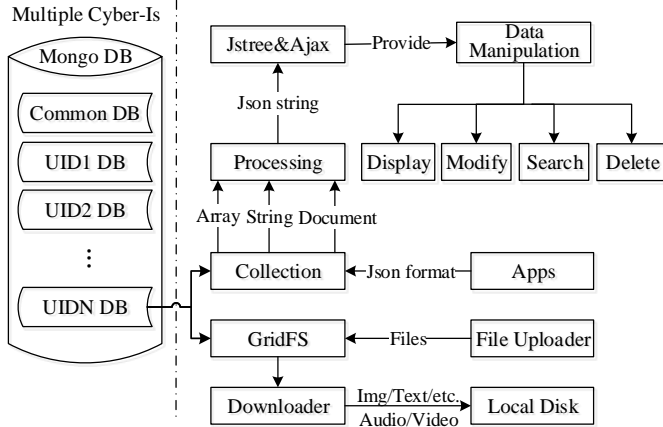 Multiple Cyber-Is
Mongo DB
Common DB
UID1 DB
UID2 DB
...
UIDN DB
Jstree&Ajax
Provide
Data
Manipulation
Json string
Processing
Display
Modify
Search
Delete
Array String Document
Collection
Json format
Apps
GridFS
Files
File Uploader
Downloader
Img/Text/etc.
Audio/Video
Local Disk